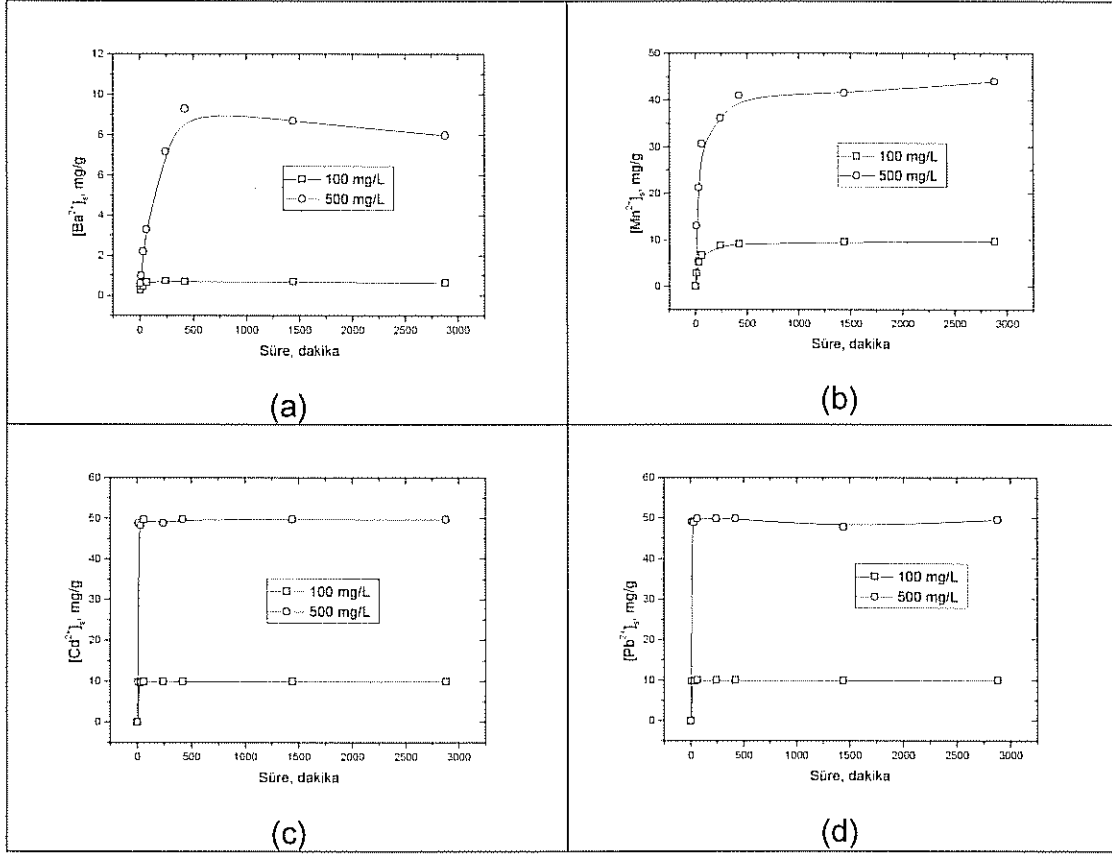 12
10
8
6
4
2
0
[Ba²⁺]ₛ, mg/g
100 mg/L
500 mg/L
0 500 1000 1500 2000 2500 3000
Süre, dakika
(a)
50
40
30
20
10
0
[Mn²⁺]ₛ, mg/g
100 mg/L
500 mg/L
0 500 1000 1500 2000 2500 3000
Süre, dakika
(b)
60
50
40
30
20
10
0
[Cd²⁺]ₛ, mg/g
100 mg/L
500 mg/L
0 500 1000 1500 2000 2500 3000
Süre, dakika
(c)
60
50
40
30
20
10
0
[Pb²⁺]ₛ, mg/g
100 mg/L
500 mg/L
0 500 1000 1500 2000 2500 3000
Süre, dakika
(d)